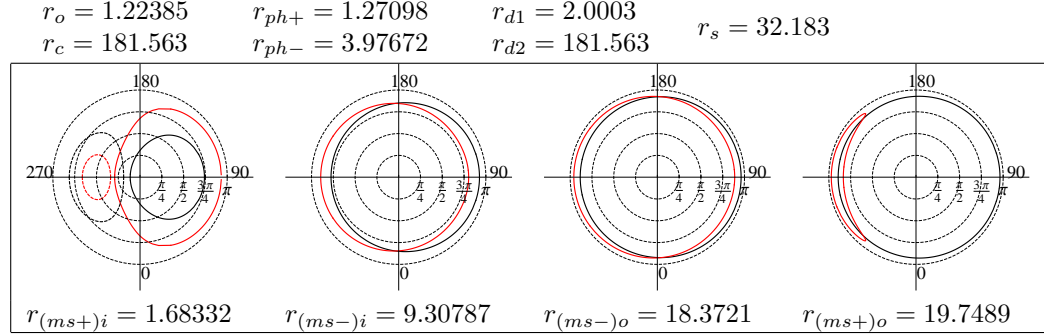 r_o = 1.22385 r_{ph+} = 1.27098 r_{d1} = 2.0003 r_s = 32.183
r_c = 181.563 r_{ph-} = 3.97672 r_{d2} = 181.563
180 180 180 180
270 π/4 π/2 3π/4 π 90 π/4 π/2 3π/4 π 90 π/4 π/2 3π/4 π 90 π/4 π/2 3π/4 π 90
0 0 0 0
r_{(ms+)i} = 1.68332 r_{(ms-)i} = 9.30787 r_{(ms-)o} = 18.3721 r_{(ms+)o} = 19.7489